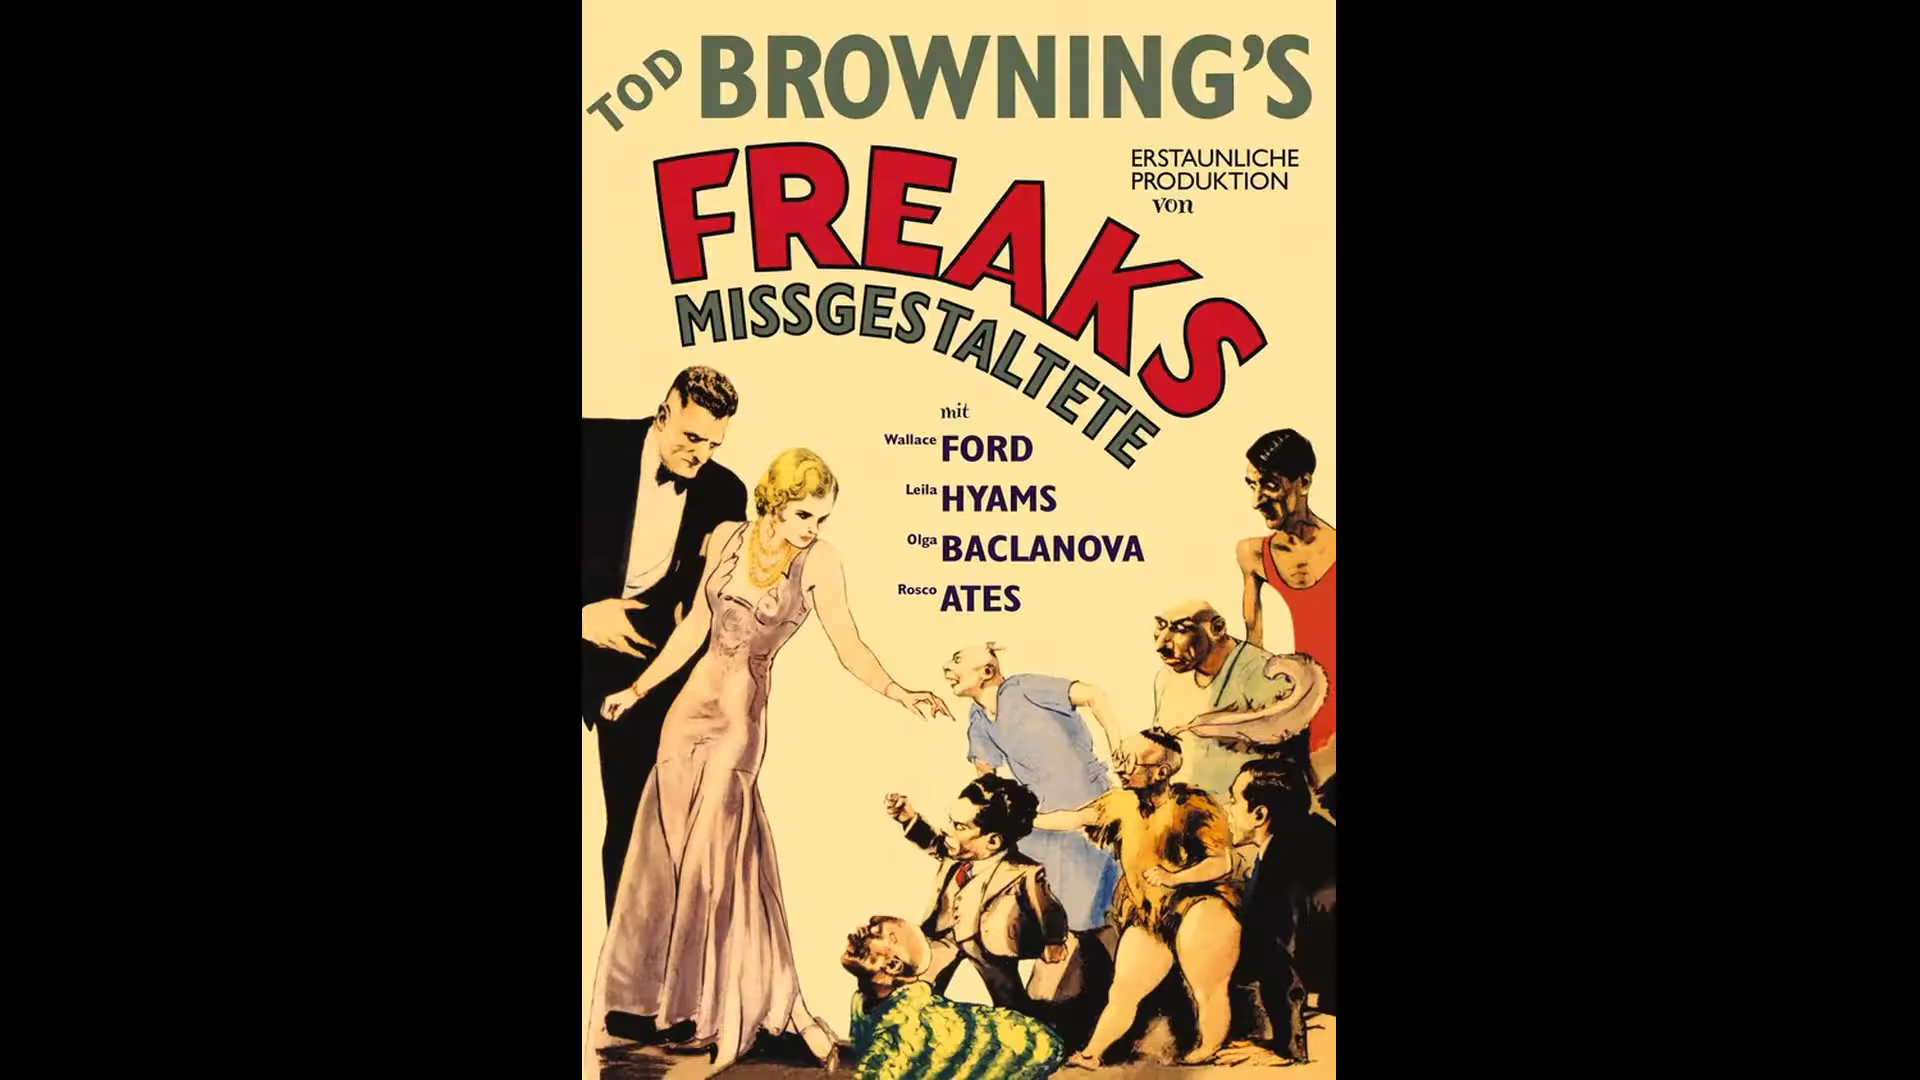 TOD BROWNING'S
FREAKS
ERSTAUNLICHE
PRODUKTION
von
MISSGESTALTETE
mit
Wallace FORD
Leila HYAMS
Olga BACLANOVA
Rosco ATES